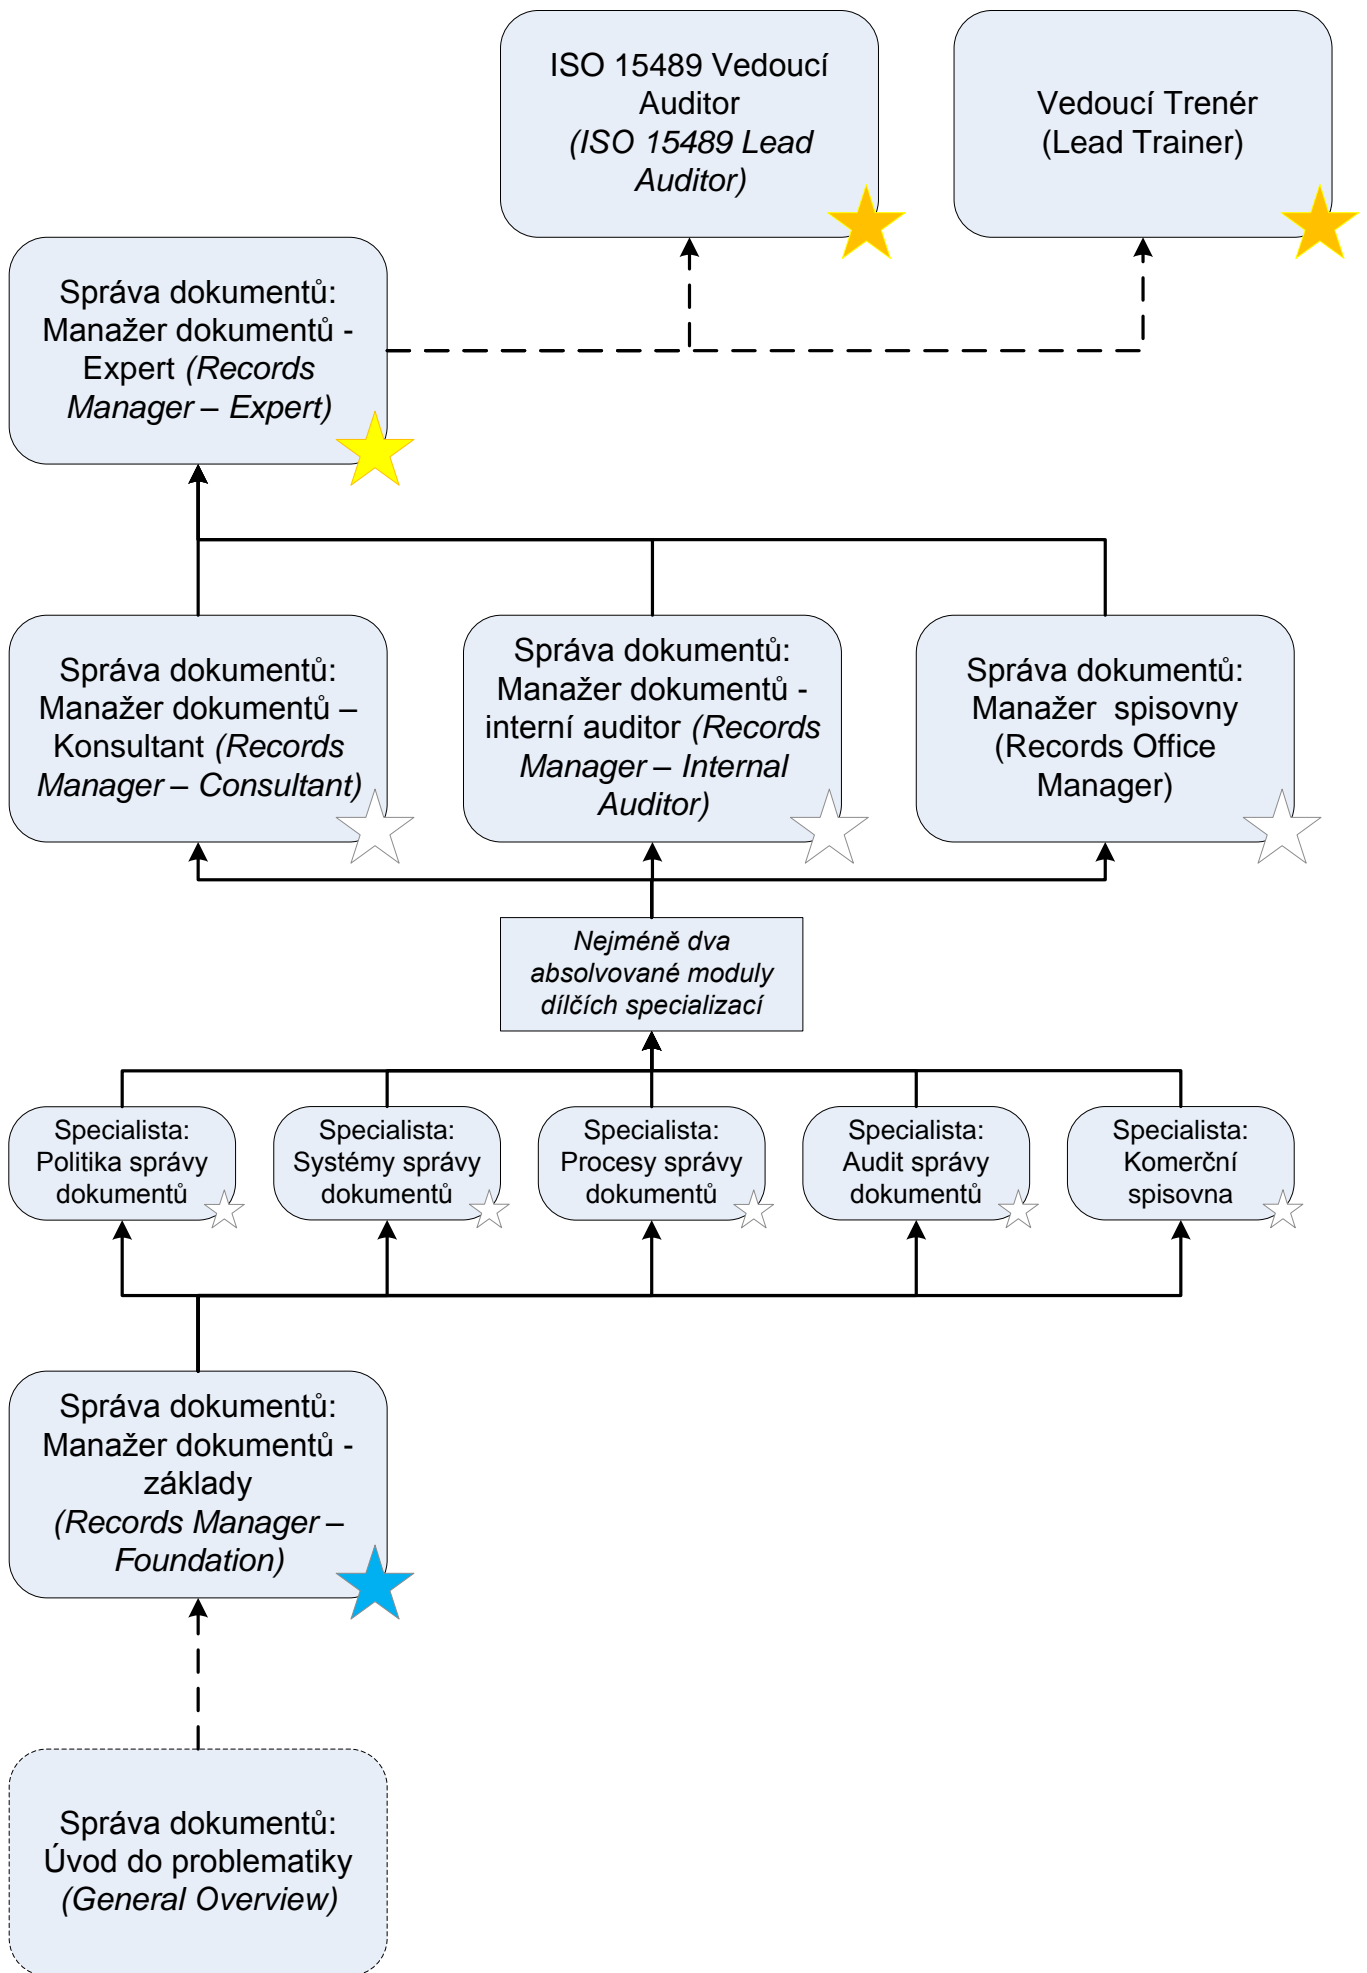 ISO 15489 Vedoucí
Auditor
(ISO 15489 Lead
Auditor)
Vedoucí Trenér
(Lead Trainer)
Správa dokumentů:
Manažer dokumentů -
Expert (Records
Manager – Expert)
Správa dokumentů:
Manažer dokumentů –
Konsultant (Records
Manager – Consultant)
Správa dokumentů:
Manažer dokumentů -
interní auditor (Records
Manager – Internal
Auditor)
Správa dokumentů:
Manažer spisovny
(Records Office
Manager)
Nejméně dva
absolvované moduly
dílčích specializací
Specialista:
Politika správy
dokumentů
Specialista:
Systémy správy
dokumentů
Specialista:
Procesy správy
dokumentů
Specialista:
Audit správy
dokumentů
Specialista:
Komerční
spisovna
Správa dokumentů:
Manažer dokumentů -
základy
(Records Manager –
Foundation)
Správa dokumentů:
Úvod do problematiky
(General Overview)